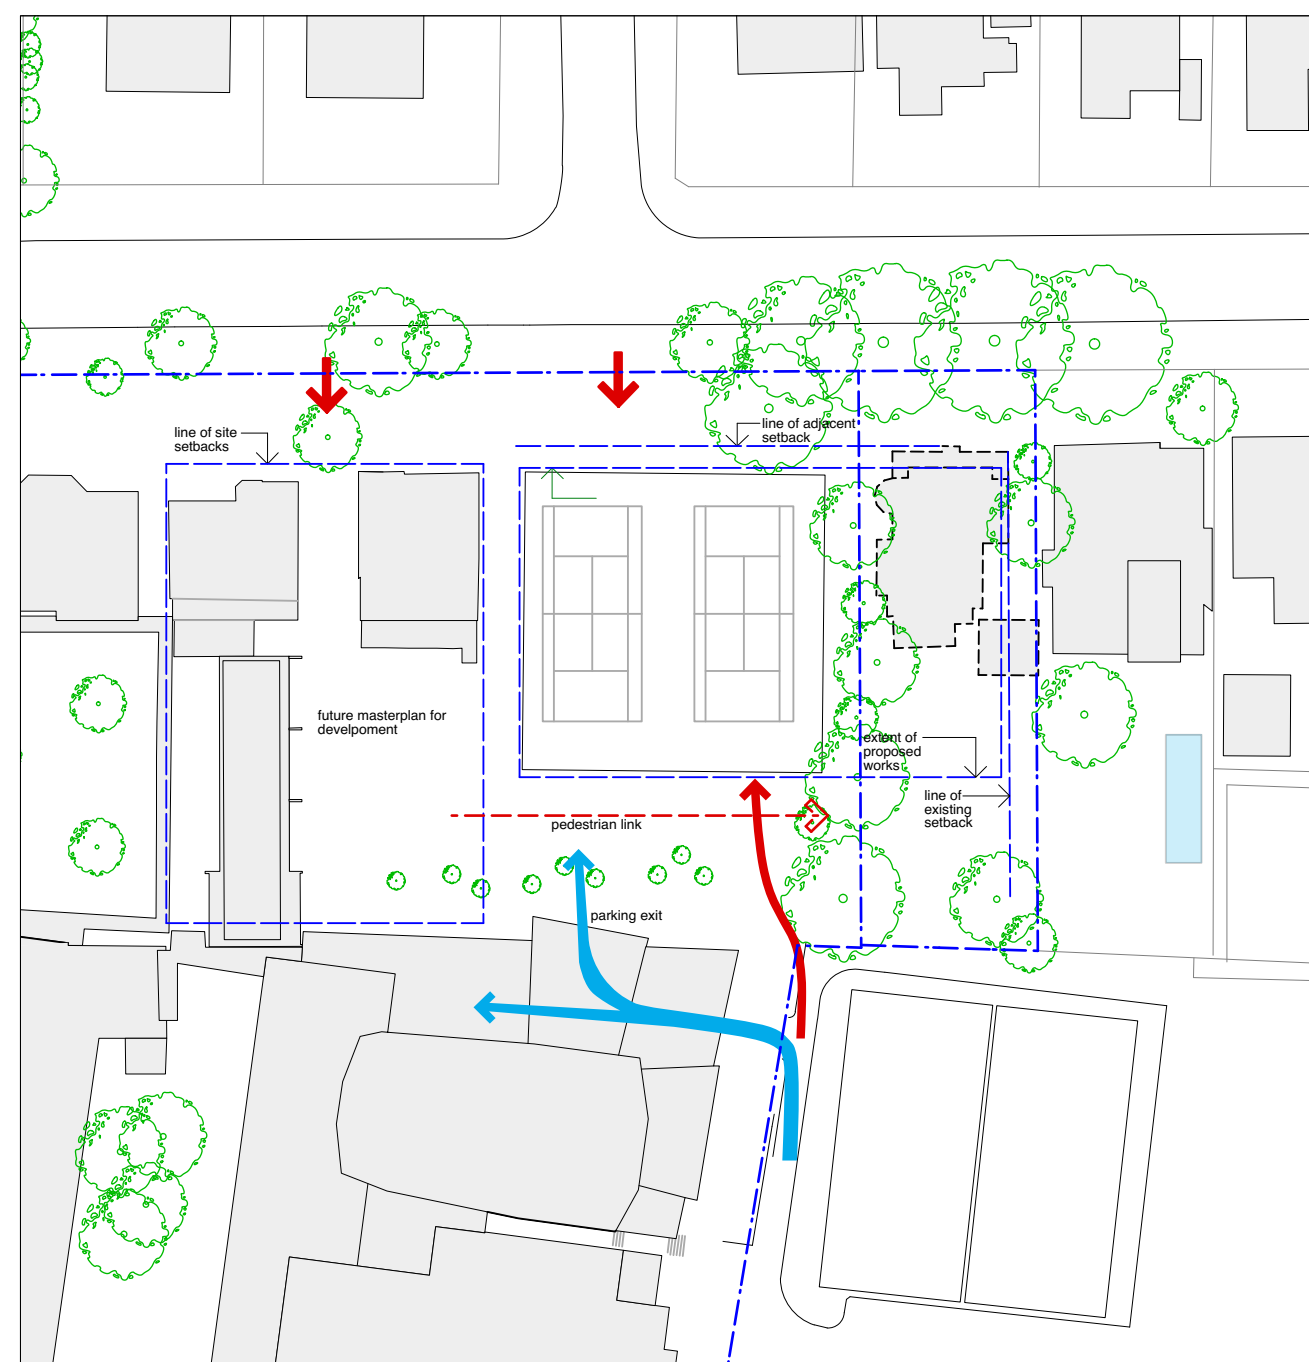 line of site
setbacks
line of adjacent
setback
future masterplan for
develpoment
extent of
proposed
works
line of
existing
setback
pedestrian link
parking exit